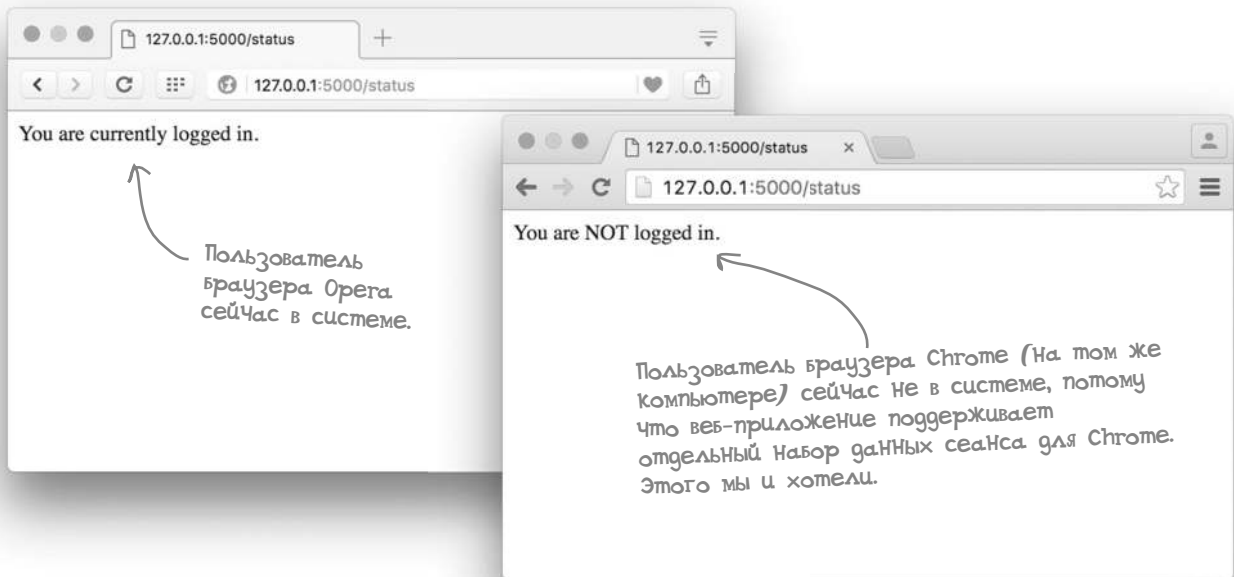 127.0.0.1:5000/status
127.0.0.1:5000/status
You are currently logged in.
Пользователь
браузера Opera
сейчас в системе.
127.0.0.1:5000/status
127.0.0.1:5000/status
You are NOT logged in.
Пользователь браузера Chrome (на том же
компьютере) сейчас не в системе, потому
что веб-приложение поддерживает
отдельный набор данных сеанса для Chrome.
Этого мы и хотели.